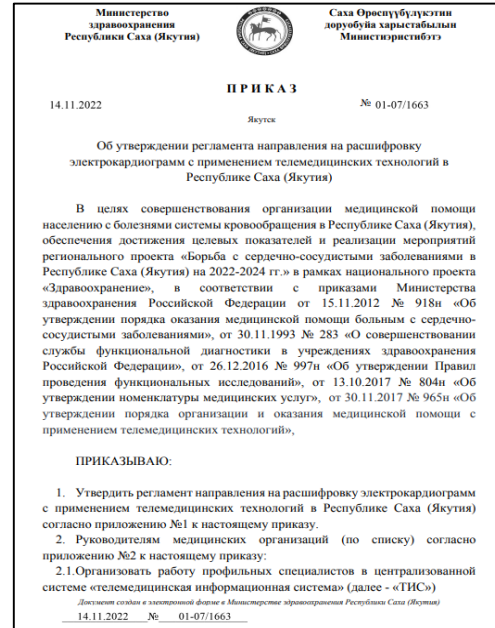 Министерство
здравоохранения
Республики Саха (Якутия)
Саха Өрөспүүбүлүкэтин
доруобуйа харыстабылын
Министиэристибэтэ
П Р И К А З
14.11.2022
№ 01-07/1663
Якутск
Об утверждении регламента направления на расшифровку
электрокардиограмм с применением телемедицинских технологий в
Республике Саха (Якутия)
В целях совершенствования организации медицинской помощи
населению с болезнями системы кровообращения в Республике Саха (Якутия),
обеспечения достижения целевых показателей и реализации мероприятий
регионального проекта «Борьба с сердечно-сосудистыми заболеваниями в
Республике Саха (Якутия) на 2022-2024 гг.» в рамках национального проекта
«Здравоохранение», в соответствии с приказами Министерства
здравоохранения Российской Федерации от 15.11.2012 № 918н «Об
утверждении порядка оказания медицинской помощи больным с сердечно-
сосудистыми заболеваниями», от 30.11.1993 № 283 «О совершенствовании
службы функциональной диагностики в учреждениях здравоохранения
Российской Федерации», от 26.12.2016 № 997н «Об утверждении Правил
проведения функциональных исследований», от 13.10.2017 № 804н «Об
утверждении номенклатуры медицинских услуг», от 30.11.2017 № 965н «Об
утверждении порядка организации и оказания медицинской помощи с
применением телемедицинских технологий»,
ПРИКАЗЫВАЮ:
1. Утвердить регламент направления на расшифровку электрокардиограмм
с применением телемедицинских технологий в Республике Саха (Якутия)
согласно приложению №1 к настоящему приказу.
2. Руководителям медицинских организаций (по списку) согласно
приложению №2 к настоящему приказу:
2.1.Организовать работу профильных специалистов в централизованной
системе «телемедицинская информационная система» (далее - «ТИС»)
Документ создан в электронной форме в Министерстве здравоохранения Республики Саха (Якутия)
14.11.2022 № 01-07/1663